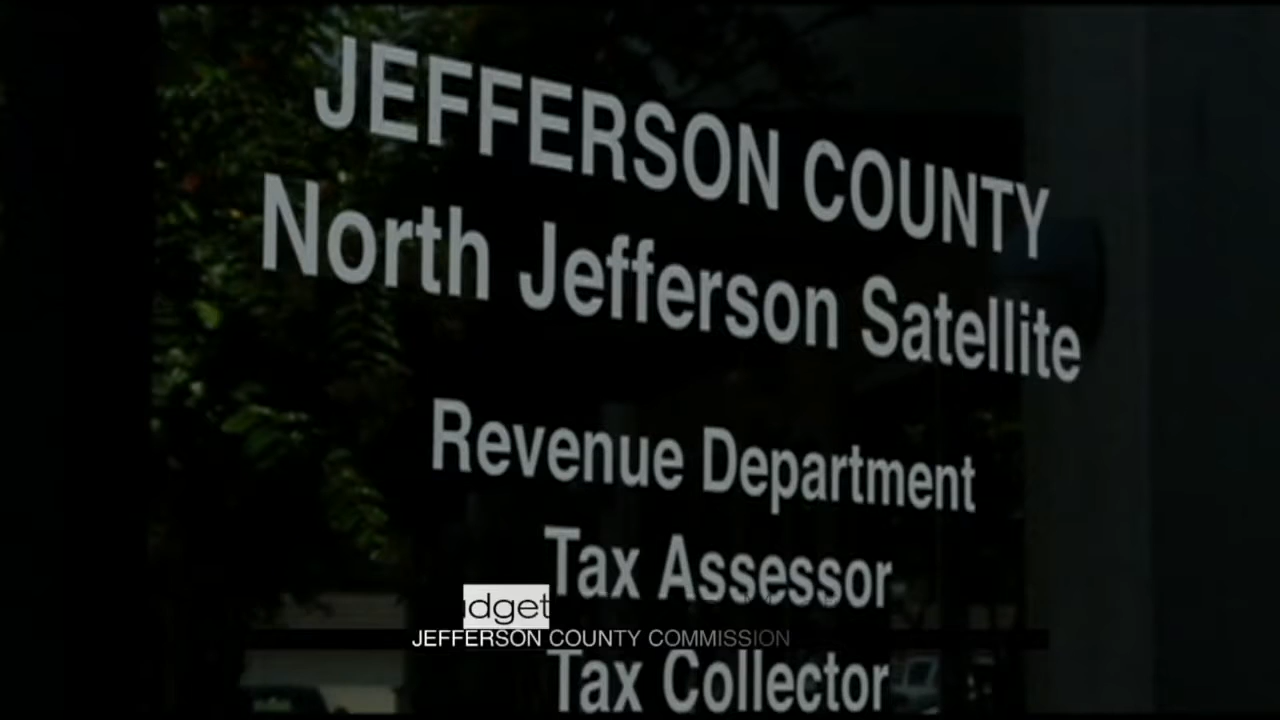 JEFFERSON COUNTY
North Jefferson Satellite
Revenue Department
Tax Assessor
dget
JEFFERSON COUNTY COMMISSION
Tax Collector